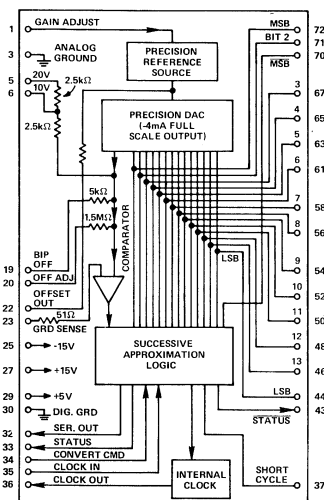 1 GAIN ADJUST
3 ANALOG GROUND
5 20V
6 10V
2.5kΩ
2.5kΩ
PRECISION
REFERENCE
SOURCE
PRECISION DAC
(-4mA FULL
SCALE OUTPUT)
5kΩ
1.5MΩ
COMPARATOR
LSB
19 BIP OFF
20 OFF ADJ
22 OFFSET OUT
23 51Ω
GRD SENSE
25 -15V
27 +15V
29 +5V
30 DIG. GRD
32 SER. OUT
33 STATUS
34 CONVERT CMD
35 CLOCK IN
36 CLOCK OUT
SUCCESSIVE
APPROXIMATION
LOGIC
INTERNAL
CLOCK
MSB 72
BIT 2 71
MSB 70
3 67
4 65
5 63
6 61
7 58
8 56
9 54
10 52
11 50
12 48
13 46
LSB 44
STATUS 43
SHORT CYCLE 37